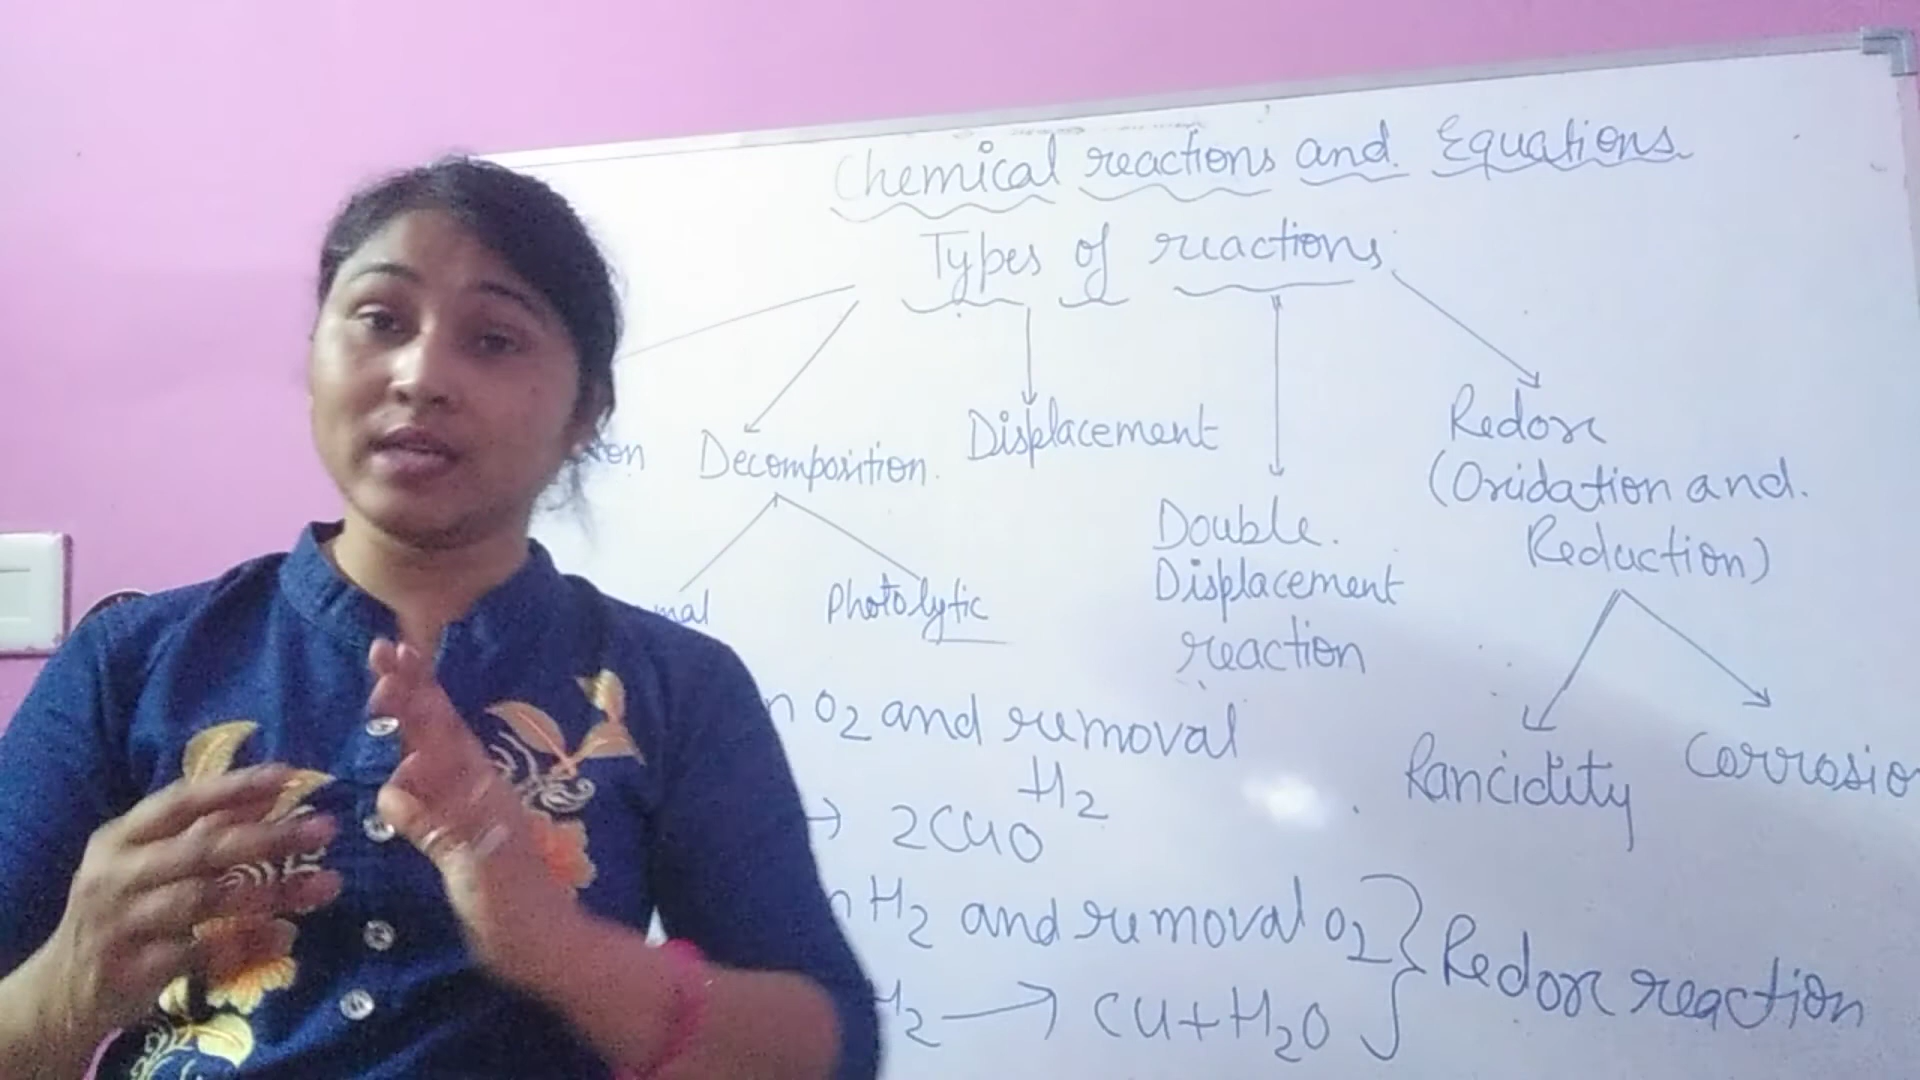 Chemical reactions and Equations
Types of reactions
Decomposition
Displacement
Redox
(Oxidation and
Reduction)
Double
Displacement
reaction
Photolytic
Rancidity
O2 and removal
H2
→ 2CuO
H2 and removal O2 } Redox reaction
H2 → Cu+H2O